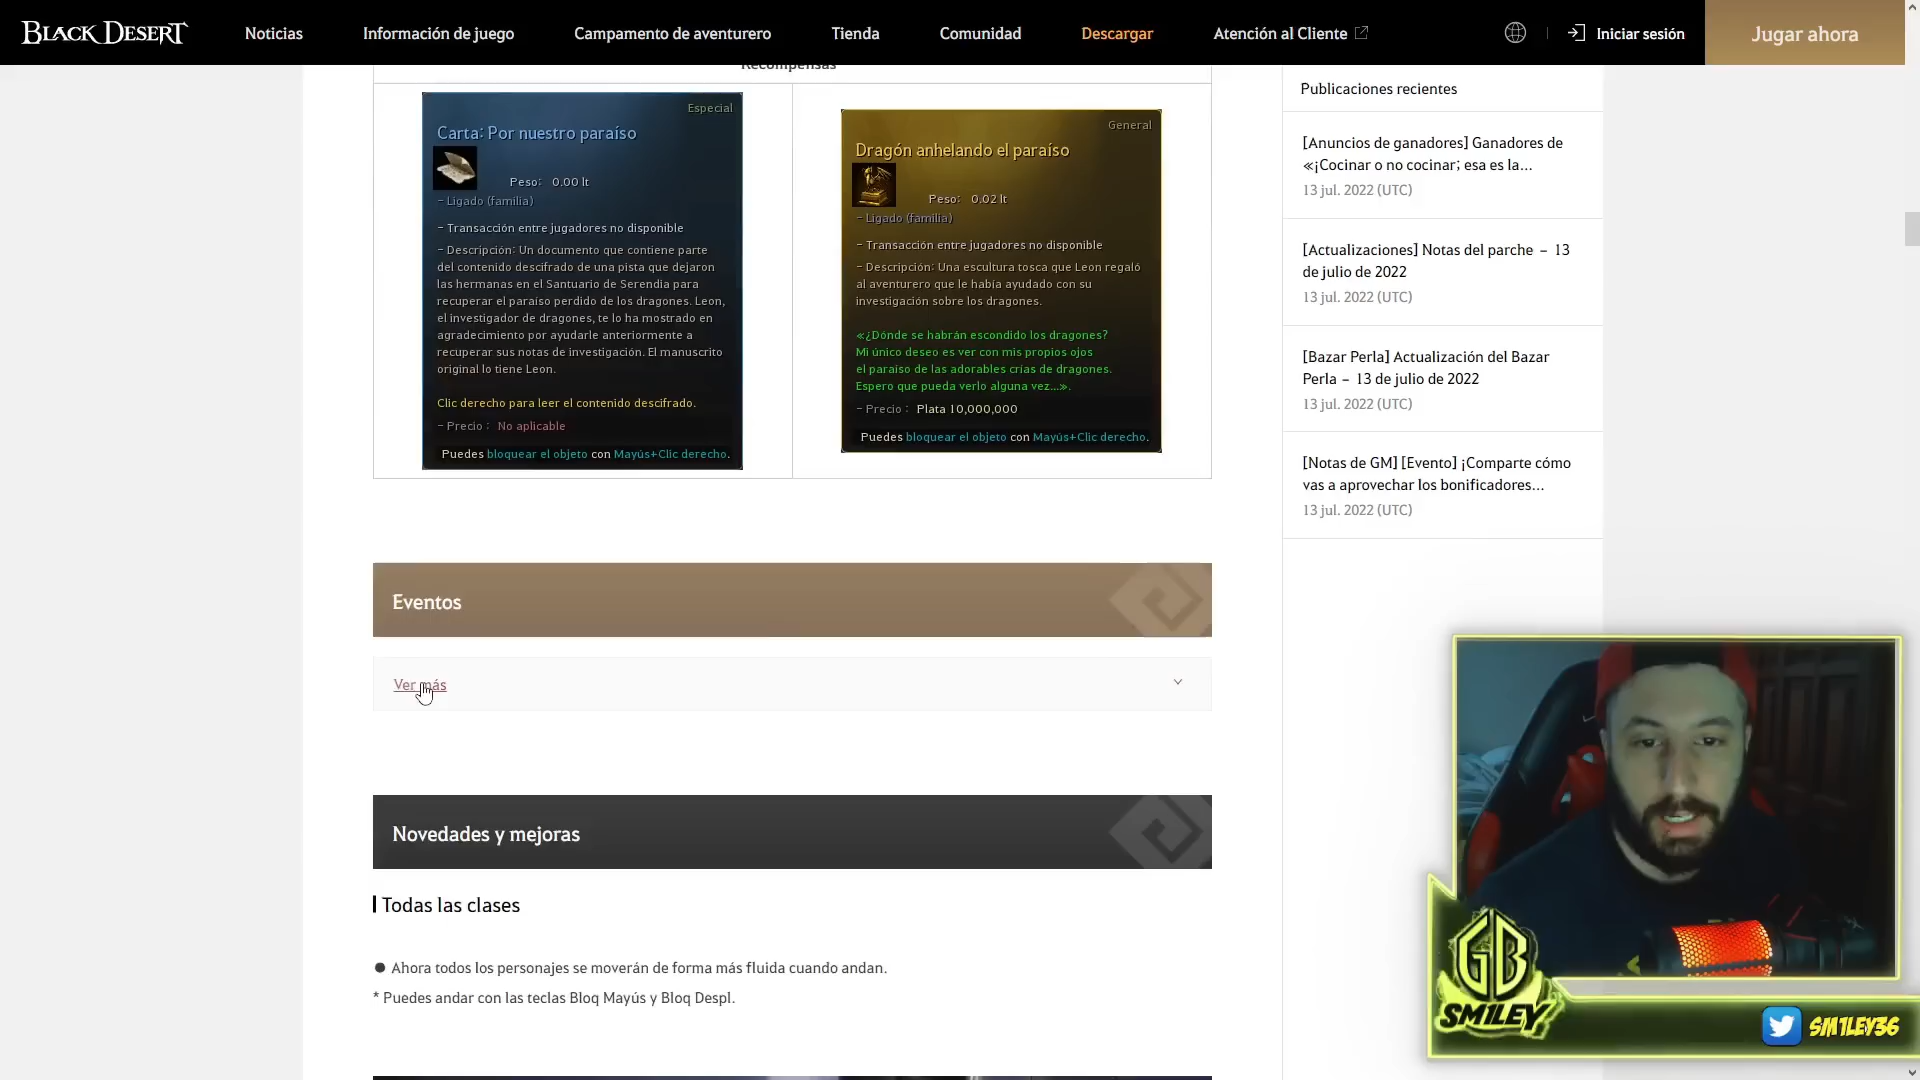 BLACK DESERT
Noticias
Información de juego
Campamento de aventurero
Tienda
Comunidad
Descargar
Atención al Cliente
Iniciar sesión
Jugar ahora
Recompensas
Especial
Carta: Por nuestro paraíso
Peso: 0.00 lt
- Ligado (familia)
- Transacción entre jugadores no disponible
- Descripción: Un documento que contiene parte
del contenido descifrado de una pista que dejaron
las hermanas en el Santuario de Serendia para
recuperar el paraíso perdido de los dragones. Leon,
el investigador de dragones, te lo ha mostrado en
agradecimiento por ayudarle anteriormente a
recuperar sus notas de investigación. El manuscrito
original lo tiene Leon.
Clic derecho para leer el contenido descifrado.
- Precio : No aplicable
Puedes bloquear el objeto con Mayús+Clic derecho.
General
Dragón anhelando el paraíso
Peso: 0.02 lt
- Ligado (familia)
- Transacción entre jugadores no disponible
- Descripción: Una escultura tosca que Leon regaló
al aventurero que le había ayudado con su
investigación sobre los dragones.
«¿Dónde se habrán escondido los dragones?
Mi único deseo es ver con mis propios ojos
el paraíso de las adorables crías de dragones.
Espero que pueda verlo alguna vez...».
- Precio : Plata 10,000,000
Puedes bloquear el objeto con Mayús+Clic derecho.
Eventos
Ver más
Novedades y mejoras
Todas las clases
● Ahora todos los personajes se moverán de forma más fluida cuando andan.
* Puedes andar con las teclas Bloq Mayús y Bloq Despl.
Publicaciones recientes
[Anuncios de ganadores] Ganadores de
«¡Cocinar o no cocinar; esa es la...
13 jul. 2022 (UTC)
[Actualizaciones] Notas del parche – 13
de julio de 2022
13 jul. 2022 (UTC)
[Bazar Perla] Actualización del Bazar
Perla – 13 de julio de 2022
13 jul. 2022 (UTC)
[Notas de GM] [Evento] ¡Comparte cómo
vas a aprovechar los bonificadores...
13 jul. 2022 (UTC)
GB
SM1LEY
SM1LEY36